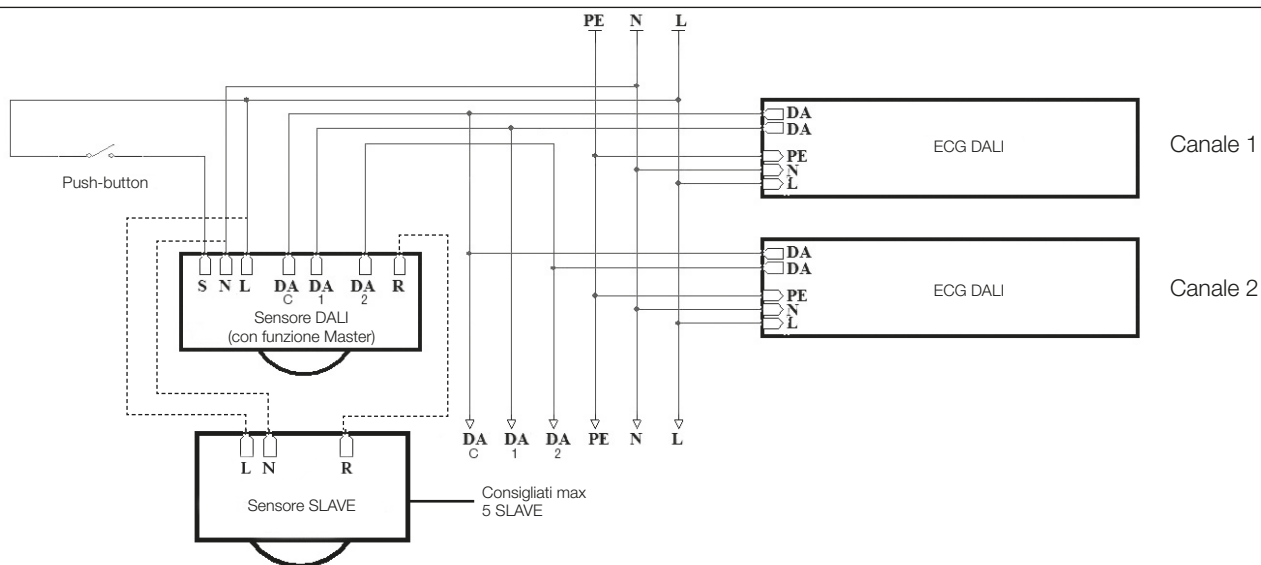 PE N L
DA
DA
PE
N
L
ECG DALI
Canale 1
Push-button
DA
DA
PE
N
L
ECG DALI
Canale 2
S N L DA C DA 1 DA 2 R
Sensore DALI
(con funzione Master)
DA C DA 1 DA 2 PE N L
L N R
Sensore SLAVE
Consigliati max
5 SLAVE